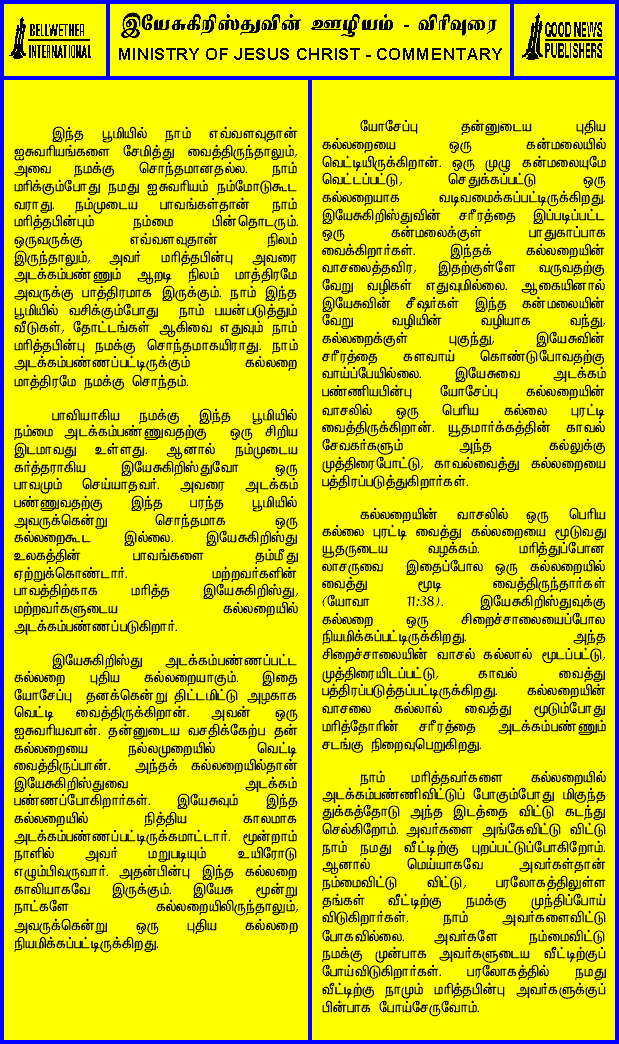 BELLWETHER
INTERNATIONAL
இயேசுகிறிஸ்துவின் ஊழியம் - விரிவுரை
MINISTRY OF JESUS CHRIST - COMMENTARY
GOOD NEWS
PUBLISHERS
இந்த பூமியில் நாம் எவ்வளவுதான்
ஐசுவரியங்களை சேமித்து வைத்திருந்தாலும்,
அவை நமக்கு சொந்தமானதல்ல. நாம்
மரிக்கும்போது நமது ஐசுவரியம் நம்மோடுகூட
வராது. நம்முடைய பாவங்கள்தான் நாம்
மரித்தபின்பும் நம்மை பின்தொடரும்.
ஒருவருக்கு எவ்வளவுதான் நிலம்
இருந்தாலும், அவர் மரித்தபின்பு அவரை
அடக்கம்பண்ணும் ஆறடி நிலம் மாத்திரமே
அவருக்கு பாத்திரமாக இருக்கும். நாம் இந்த
பூமியில் வசிக்கும்போது நாம் பயன்படுத்தும்
வீடுகள், தோட்டங்கள் ஆகிவை எதுவும் நாம்
மரித்தபின்பு நமக்கு சொந்தமாகயிராது. நாம்
அடக்கம்பண்ணப்பட்டிருக்கும் கல்லறை
மாத்திரமே நமக்கு சொந்தம்.
பாவியாகிய நமக்கு இந்த பூமியில்
நம்மை அடக்கம்பண்ணுவதற்கு ஒரு சிறிய
இடமாவது உள்ளது. ஆனால் நம்முடைய
கர்த்தராகிய இயேசுகிறிஸ்துவோ ஒரு
பாவமும் செய்யாதவர். அவரை அடக்கம்
பண்ணுவதற்கு இந்த பரந்த பூமியில்
அவருக்கென்று சொந்தமாக ஒரு
கல்லறைகூட இல்லை. இயேசுகிறிஸ்து
உலகத்தின் பாவங்களை தம்மீது
ஏற்றுக்கொண்டார். மற்றவர்களின்
பாவத்திற்காக மரித்த இயேசுகிறிஸ்து,
மற்றவர்களுடைய கல்லறையில்
அடக்கம்பண்ணப்படுகிறார்.
இயேசுகிறிஸ்து அடக்கம்பண்ணப்பட்ட
கல்லறை புதிய கல்லறையாகும். இதை
யோசேப்பு தனக்கென்று திட்டமிட்டு அழகாக
வெட்டி வைத்திருக்கிறான். அவன் ஒரு
ஐசுவரியவான். தன்னுடைய வசதிக்கேற்ப தன்
கல்லறையை நல்லமுறையில் வெட்டி
வைத்திருப்பான். அந்தக் கல்லறையில்தான்
இயேசுகிறிஸ்துவை அடக்கம்
பண்ணப்போகிறார்கள். இயேசுவும் இந்த
கல்லறையில் நித்திய காலமாக
அடக்கம்பண்ணப்பட்டிருக்கமாட்டார். மூன்றாம்
நாளில் அவர் மறுபடியும் உயிரோடு
எழும்பிவருவார். அதன்பின்பு இந்த கல்லறை
காலியாகவே இருக்கும். இயேசு மூன்று
நாட்களே கல்லறையிலிருந்தாலும்,
அவருக்கென்று ஒரு புதிய கல்லறை
நியமிக்கப்பட்டிருக்கிறது.
யோசேப்பு தன்னுடைய புதிய
கல்லறையை ஒரு கன்மலையில்
வெட்டியிருக்கிறான். ஒரு முழு கன்மலையுமே
வெட்டப்பட்டு, செதுக்கப்பட்டு ஒரு
கல்லறையாக வடிவமைக்கப்பட்டிருக்கிறது.
இயேசுகிறிஸ்துவின் சரீரத்தை இப்படிப்பட்ட
ஒரு கன்மலைக்குள் பாதுகாப்பாக
வைக்கிறார்கள். இந்தக் கல்லறையின்
வாசலைத்தவிர, இதற்குள்ளே வருவதற்கு
வேறு வழிகள் எதுவுமில்லை. ஆகையினால்
இயேசுவின் சீஷர்கள் இந்த கன்மலையின்
வேறு வழியின் வழியாக வந்து,
கல்லறைக்குள் புகுந்து, இயேசுவின்
சரீரத்தை களவாய் கொண்டுபோவதற்கு
வாய்ப்பேயில்லை. இயேசுவை அடக்கம்
பண்ணியபின்பு யோசேப்பு கல்லறையின்
வாசலில் ஒரு பெரிய கல்லை புரட்டி
வைத்திருக்கிறான். யூதமார்க்கத்தின் காவல்
சேவகர்களும் அந்த கல்லுக்கு
முத்திரைபோட்டு, காவல்வைத்து கல்லறையை
பத்திரப்படுத்துகிறார்கள்.
கல்லறையின் வாசலில் ஒரு பெரிய
கல்லை புரட்டி வைத்து கல்லறையை மூடுவது
யூதருடைய வழக்கம். மரித்துப்போன
லாசருவை இதைப்போல ஒரு கல்லறையில்
வைத்து மூடி வைத்திருந்தார்கள்
(யோவா 11:38). இயேசுகிறிஸ்துவுக்கு
கல்லறை ஒரு சிறைச்சாலையைப்போல
நியமிக்கப்பட்டிருக்கிறது. அந்த
சிறைச்சாலையின் வாசல் கல்லால் மூடப்பட்டு,
முத்திரையிடப்பட்டு, காவல் வைத்து
பத்திரப்படுத்தப்பட்டிருக்கிறது. கல்லறையின்
வாசலை கல்லால் வைத்து மூடும்போது
மரித்தோரின் சரீரத்தை அடக்கம்பண்ணும்
சடங்கு நிறைவுபெறுகிறது.
நாம் மரித்தவர்களை கல்லறையில்
அடக்கம்பண்ணிவிட்டுப் போகும்போது மிகுந்த
துக்கத்தோடு அந்த இடத்தை விட்டு கடந்து
செல்கிறோம். அவர்களை அங்கேவிட்டு விட்டு
நாம் நமது வீட்டிற்கு புறப்பட்டுப்போகிறோம்.
ஆனால் மெய்யாகவே அவர்கள்தான்
நம்மைவிட்டு விட்டு, பரலோகத்திலுள்ள
தங்கள் வீட்டிற்கு நமக்கு முந்திப்போய்
விடுகிறார்கள். நாம் அவர்களைவிட்டு
போகவில்லை. அவர்களே நம்மைவிட்டு
நமக்கு முன்பாக அவர்களுடைய வீட்டிற்குப்
போய்விடுகிறார்கள். பரலோகத்தில் நமது
வீட்டிற்கு நாமும் மரித்தபின்பு அவர்களுக்குப்
பின்பாக போய்சேருவோம்.